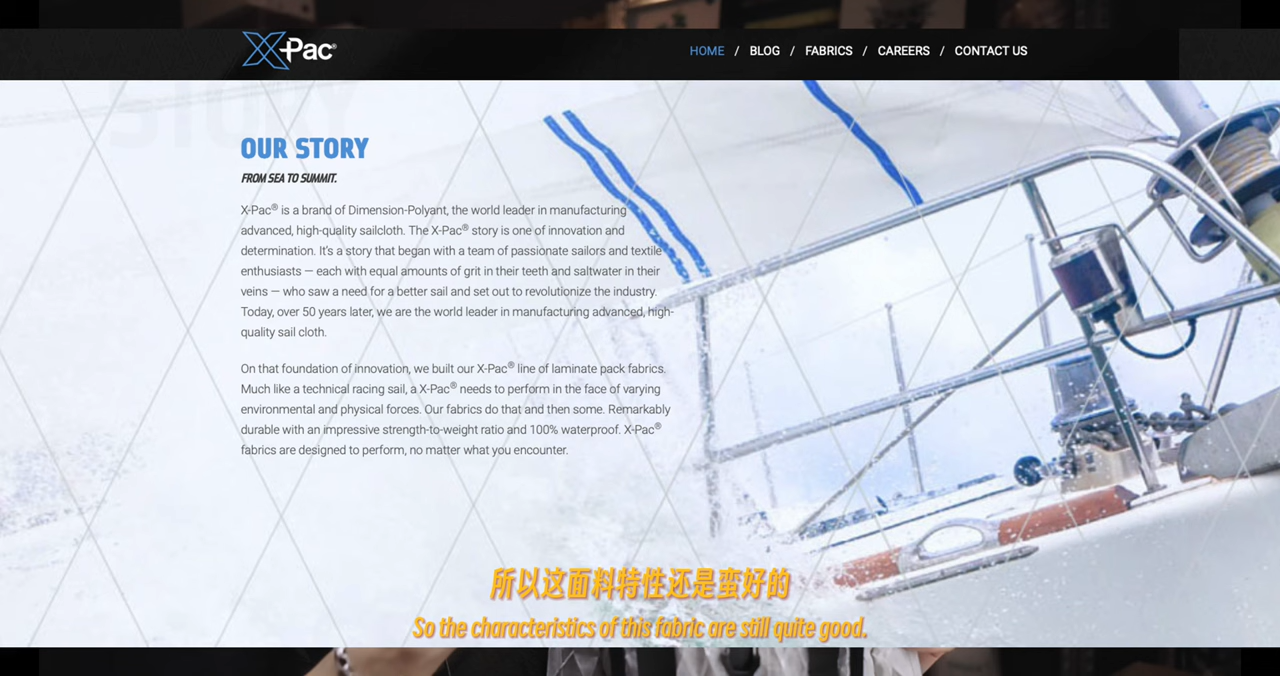 X-Pac®
HOME / BLOG / FABRICS / CAREERS / CONTACT US
STORY
OUR STORY
FROM SEA TO SUMMIT.
X-Pac® is a brand of Dimension-Polyant, the world leader in manufacturing
advanced, high-quality sailcloth. The X-Pac® story is one of innovation and
determination. It's a story that began with a team of passionate sailors and textile
enthusiasts — each with equal amounts of grit in their teeth and saltwater in their
veins — who saw a need for a better sail and set out to revolutionize the industry.
Today, over 50 years later, we are the world leader in manufacturing advanced, high-
quality sail cloth.
On that foundation of innovation, we built our X-Pac® line of laminate pack fabrics.
Much like a technical racing sail, a X-Pac® needs to perform in the face of varying
environmental and physical forces. Our fabrics do that and then some. Remarkably
durable with an impressive strength-to-weight ratio and 100% waterproof. X-Pac®
fabrics are designed to perform, no matter what you encounter.
所以这面料特性还是蛮好的
So the characteristics of this fabric are still quite good.